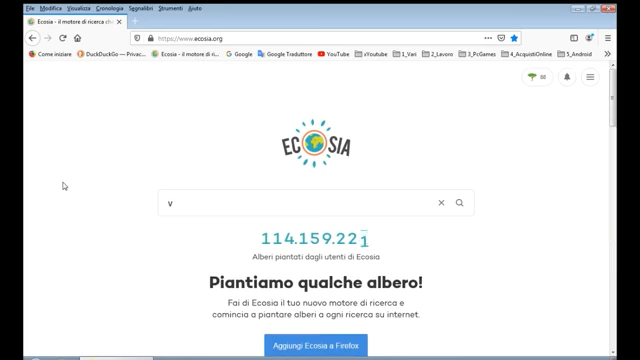 File Modifica Visualizza Cronologia Segnalibri Strumenti Aiuto
Ecosia - il motore di ricerca ch
https://www.ecosia.org
Come iniziare DuckDuckGo — Privac... Ecosia - il motore di ri... Google Google Traduttore YouTube xYoutube 1_Vari 2_Lavoro 3_PcGames 4_AcquistiOnline 5_Android
ECOSIA
v
114.159.221
Alberi piantati dagli utenti di Ecosia
Piantiamo qualche albero!
Fai di Ecosia il tuo nuovo motore di ricerca e
comincia a piantare alberi a ogni ricerca su internet.
Aggiungi Ecosia a Firefox